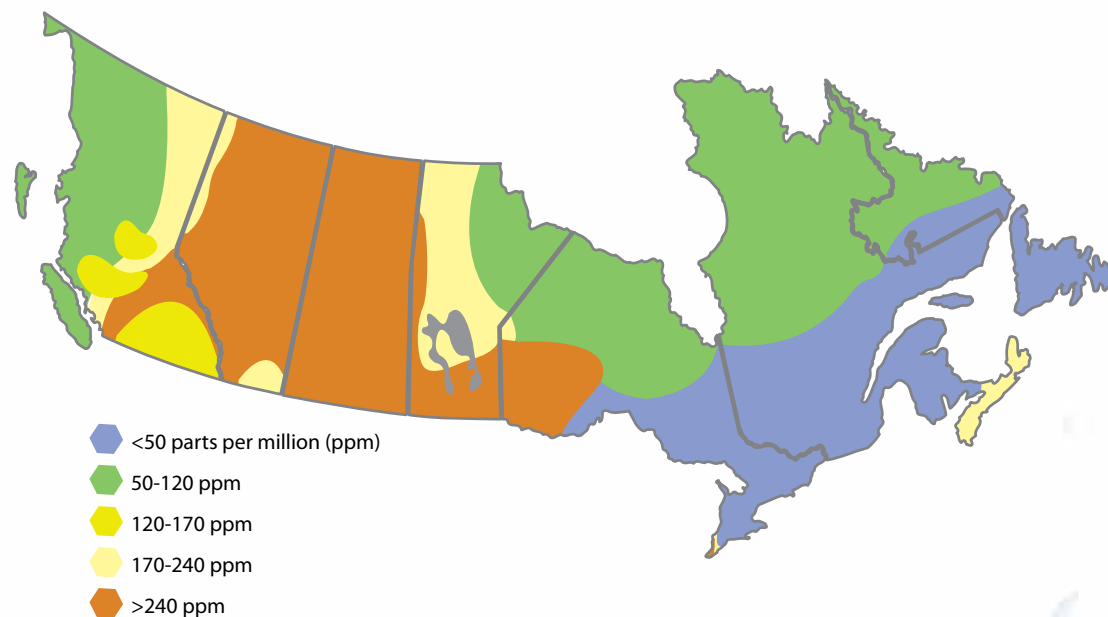 <50 parts per million (ppm)
50-120 ppm
120-170 ppm
170-240 ppm
>240 ppm